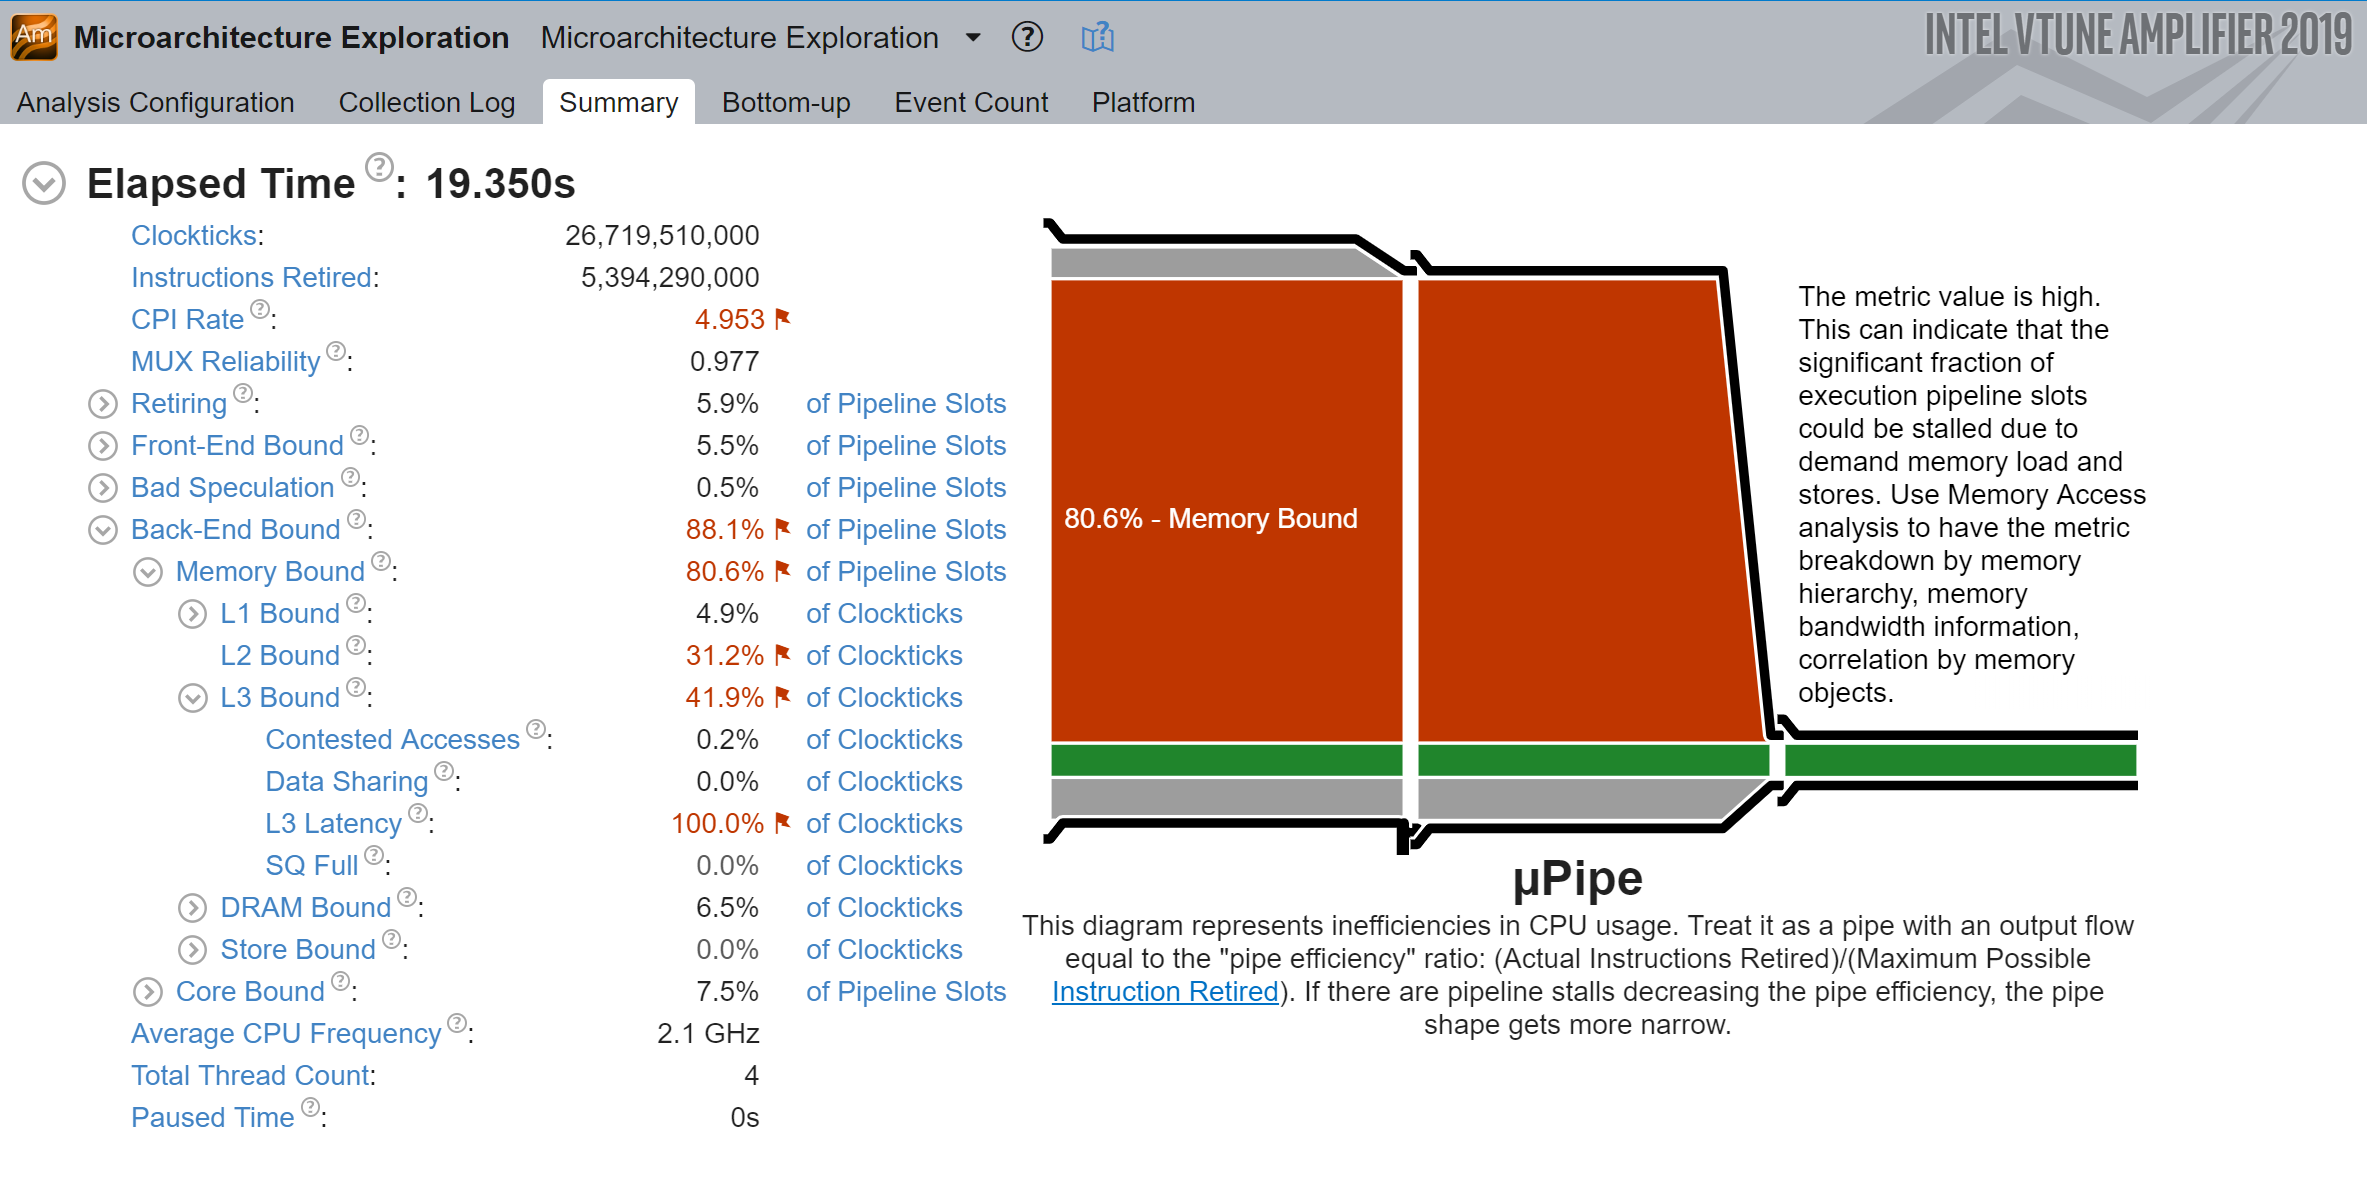 Am Microarchitecture Exploration Microarchitecture Exploration ? ? INTEL VTUNE AMPLIFIER 2019
Analysis Configuration Collection Log Summary Bottom-up Event Count Platform
Elapsed Time ?: 19.350s
Clockticks: 26,719,510,000
Instructions Retired: 5,394,290,000
CPI Rate ?: 4.953
MUX Reliability ?: 0.977
Retiring ?: 5.9% of Pipeline Slots
Front-End Bound ?: 5.5% of Pipeline Slots
Bad Speculation ?: 0.5% of Pipeline Slots
Back-End Bound ?: 88.1% of Pipeline Slots
Memory Bound ?: 80.6% of Pipeline Slots
L1 Bound ?: 4.9% of Clockticks
L2 Bound ?: 31.2% of Clockticks
L3 Bound ?: 41.9% of Clockticks
Contested Accesses ?: 0.2% of Clockticks
Data Sharing ?: 0.0% of Clockticks
L3 Latency ?: 100.0% of Clockticks
SQ Full ?: 0.0% of Clockticks
DRAM Bound ?: 6.5% of Clockticks
Store Bound ?: 0.0% of Clockticks
Core Bound ?: 7.5% of Pipeline Slots
Average CPU Frequency ?: 2.1 GHz
Total Thread Count: 4
Paused Time ?: 0s
80.6% - Memory Bound
The metric value is high.
This can indicate that the
significant fraction of
execution pipeline slots
could be stalled due to
demand memory load and
stores. Use Memory Access
analysis to have the metric
breakdown by memory
hierarchy, memory
bandwidth information,
correlation by memory
objects.
µPipe
This diagram represents inefficiencies in CPU usage. Treat it as a pipe with an output flow
equal to the "pipe efficiency" ratio: (Actual Instructions Retired)/(Maximum Possible
Instruction Retired). If there are pipeline stalls decreasing the pipe efficiency, the pipe
shape gets more narrow.